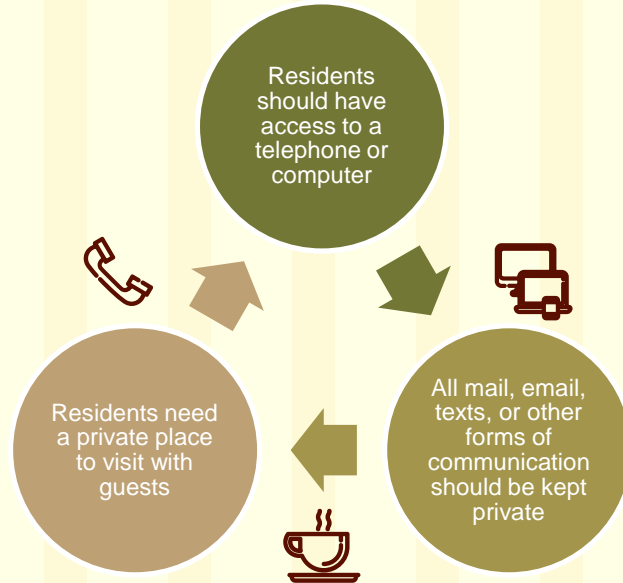 Residents
should have
access to a
telephone or
computer
All mail, email,
texts, or other
forms of
communication
should be kept
private
Residents need
a private place
to visit with
guests